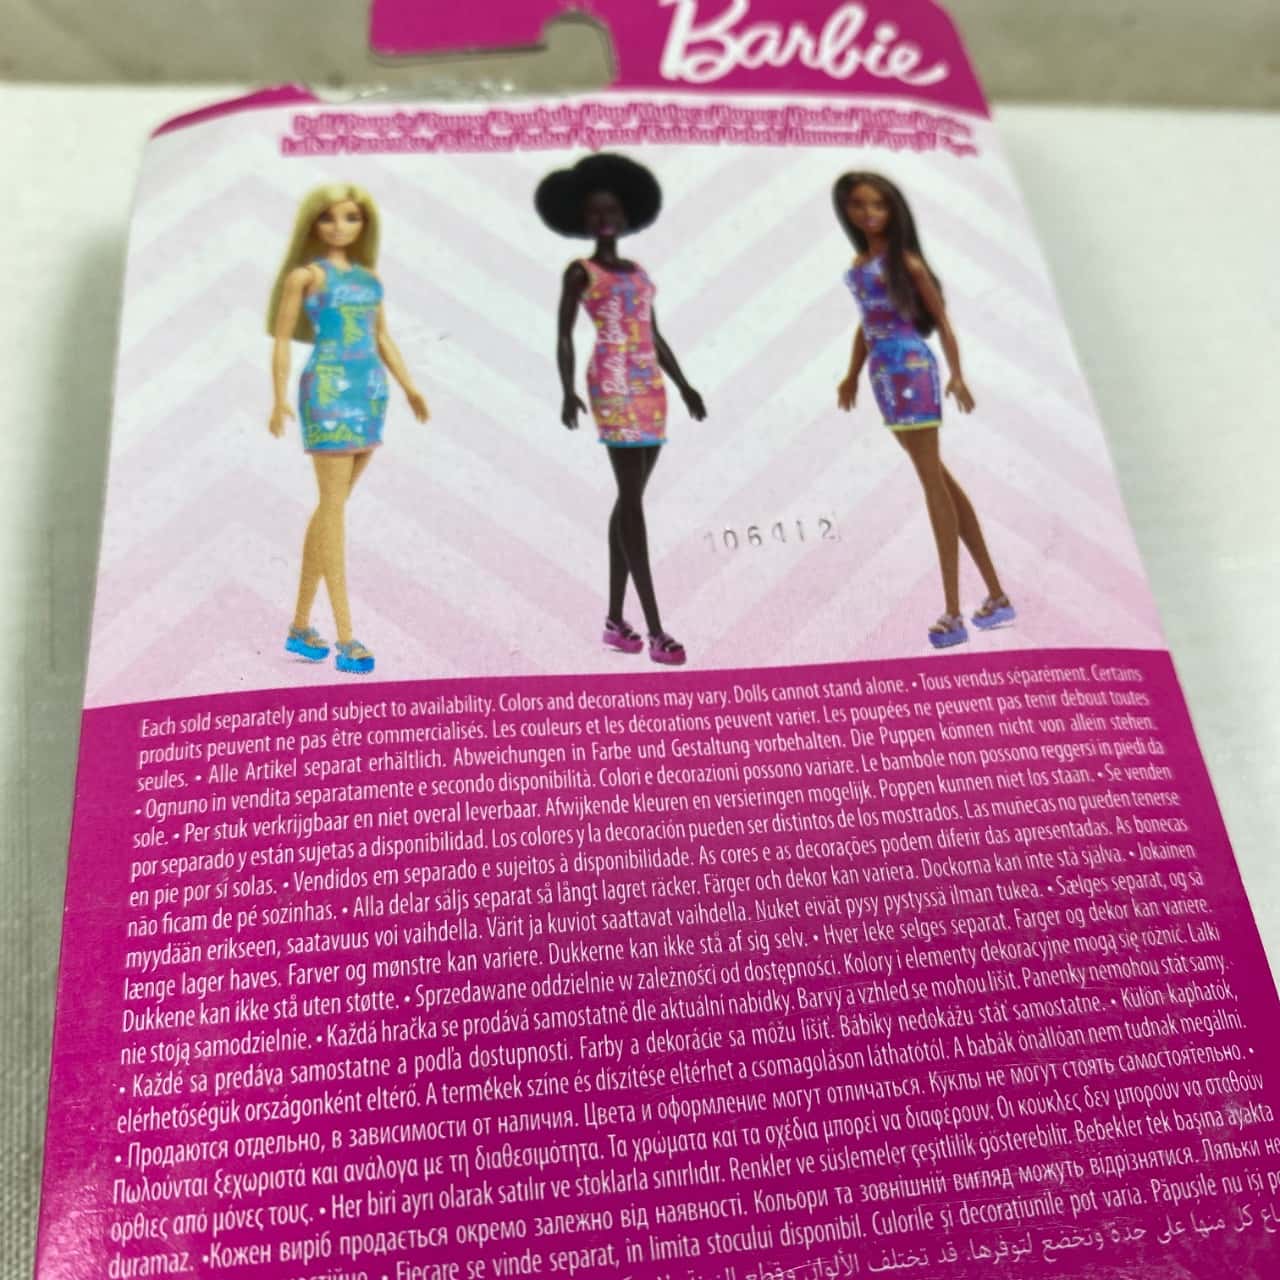 Barbie
Each sold separately and subject to availability. Colors and decorations may vary. Dolls cannot stand alone. • Tous vendus séparément. Certains
produits peuvent ne pas être commercialisés. Les couleurs et les décorations peuvent varier. Les poupées ne peuvent pas tenir debout toutes
seules. • Alle Artikel separat erhältlich. Abweichungen in Farbe und Gestaltung vorbehalten. Die Puppen können nicht von allein stehen.
• Ognuno in vendita separatamente e secondo disponibilità. Colori e decorazioni possono variare. Le bambole non possono reggersi in piedi da
sole. • Per stuk verkrijgbaar en niet overal leverbaar. Afwijkende kleuren en versieringen mogelijk. Poppen kunnen niet los staan. • Se venden
por separado y están sujetas a disponibilidad. Los colores y la decoración pueden ser distintos de los mostrados. Las muñecas no pueden tenerse
en pie por sí solas. • Vendidos em separado e sujeitos à disponibilidade. As cores e as decorações podem diferir das apresentadas. As bonecas
não ficam de pé sozinhas. • Alla delar säljs separat så långt lagret räcker. Färger och dekor kan variera. Dockorna kan inte stå själva. • Jokainen
myydään erikseen, saatavuus voi vaihdella. Värit ja kuviot saattavat vaihdella. Nuket eivät pysy pystyssä ilman tukea. • Sælges separat, og så
længe lager haves. Farver og mønstre kan variere. Dukkerne kan ikke stå af sig selv. • Hver leke selges separat. Farger og dekor kan variere.
Dukkene kan ikke stå uten støtte. • Sprzedawane oddzielnie w zależności od dostępności. Kolory i elementy dekoracyjne mogą się różnić. Lalki
nie stoją samodzielnie. • Každá hračka se prodává samostatně dle aktuální nabídky. Barvy a vzhled se mohou lišit. Panenky nemohou stát samy.
• Každé sa predáva samostatne a podľa dostupnosti. Farby a dekorácie sa môžu líšiť. Bábiky nedokážu stáť samostatne. • Külön kaphatók,
elérhetőségük országonként eltérő. A termékek színe és díszítése eltérhet a csomagoláson láthatótól. A babák önállóan nem tudnak megállni.
• Продаются отдельно, в зависимости от наличия. Цвета и оформление могут отличаться. Куклы не могут стоять самостоятельно. •
Πωλούνται ξεχωριστά και ανάλογα με τη διαθεσιμότητα. Τα χρώματα και τα σχέδια μπορεί να διαφέρουν. Οι κούκλες δεν μπορούν να σταθούν
όρθιες από μόνες τους. • Her biri ayrı olarak satılır ve stoklarla sınırlıdır. Renkler ve süslemeler çeşitlilik gösterebilir. Bebekler tek başına ayakta
duramaz. •Кожен виріб продається окремо залежно від наявності. Кольори та зовнішній вигляд можуть відрізнятися. Ляльки не
• Fiecare se vinde separat, în limita stocului disponibil. Culorile și decorațiunile pot varia. Păpușile nu își